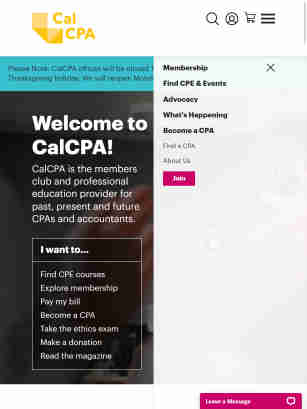 Cal
CPA
Please Note: CalCPA offices will be closed
Thanksgiving holiday. We will reopen Monda
Membership
Find CPE & Events
Advocacy
What's Happening
Become a CPA
Find a CPA
About Us
Join
Welcome to
CalCPA!
CalCPA is the members
club and professional
education provider for
past, present and future
CPAs and accountants.
I want to...
Find CPE courses
Explore membership
Pay my bill
Become a CPA
Take the ethics exam
Make a donation
Read the magazine
Leave a Message